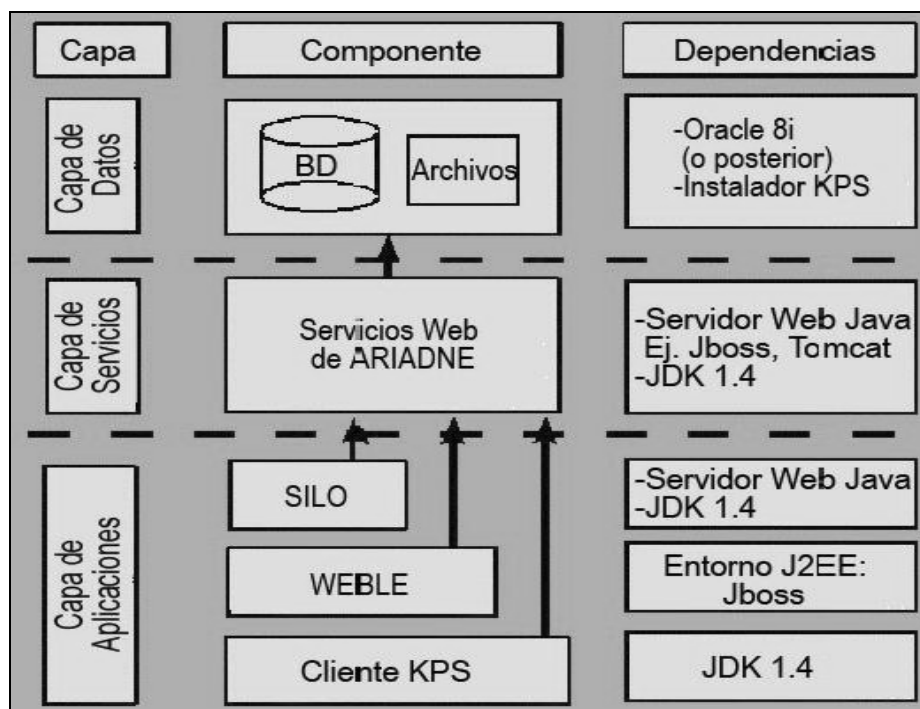 Capa
Componente
Dependencias
Capa de
Datos
BD
Archivos
-Oracle 8i
(o posterior)
-Instalador KPS
Capa de
Servicios
Servicios Web
de ARIADNE
-Servidor Web Java
Ej. Jboss, Tomcat
-JDK 1.4
Capa de
Aplicaciones
SILO
-Servidor Web Java
-JDK 1.4
WEBLE
Entorno J2EE:
Jboss
Cliente KPS
JDK 1.4